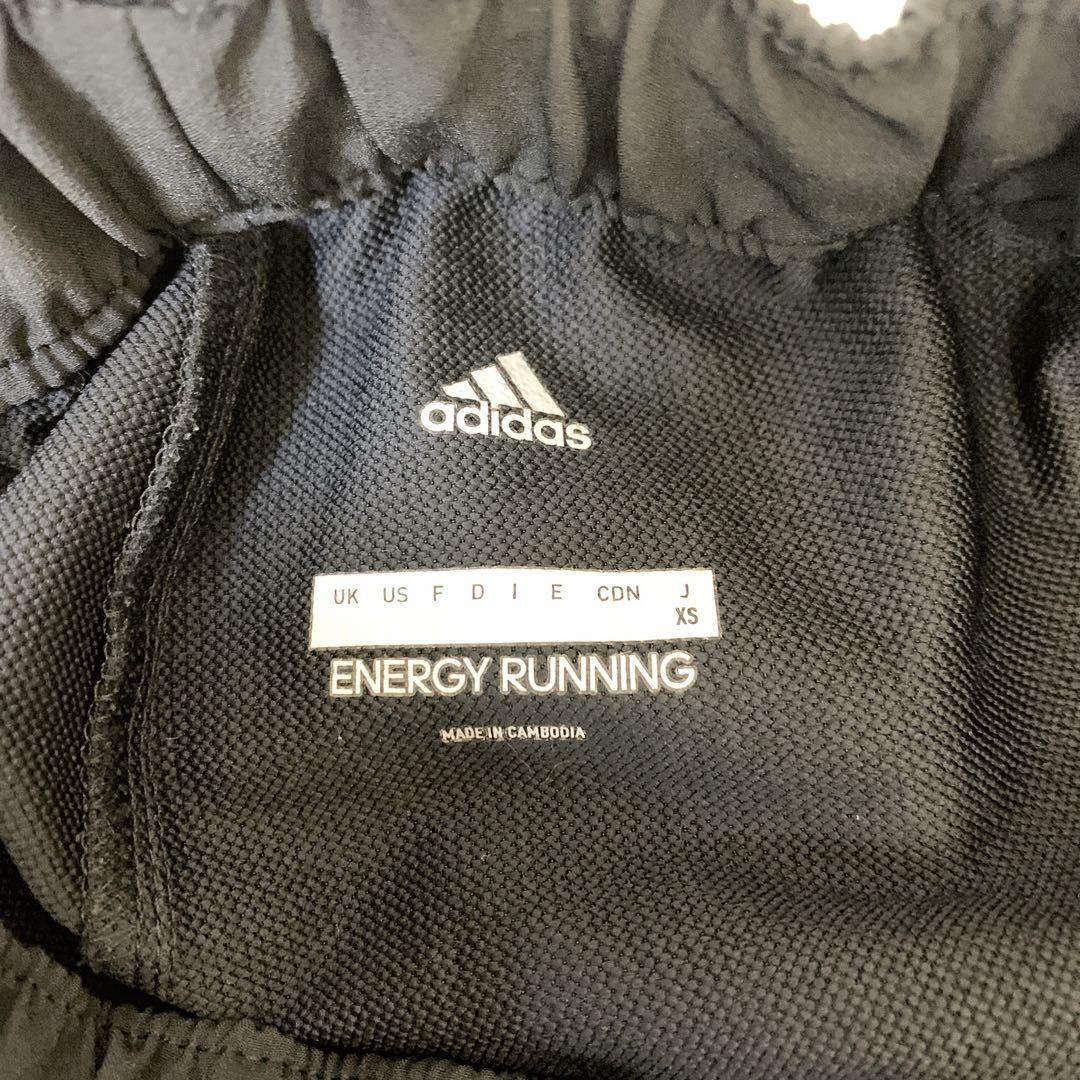 adidas
UK US F D I E CDN J
XS
ENERGY RUNNING
MADE IN CAMBODIA